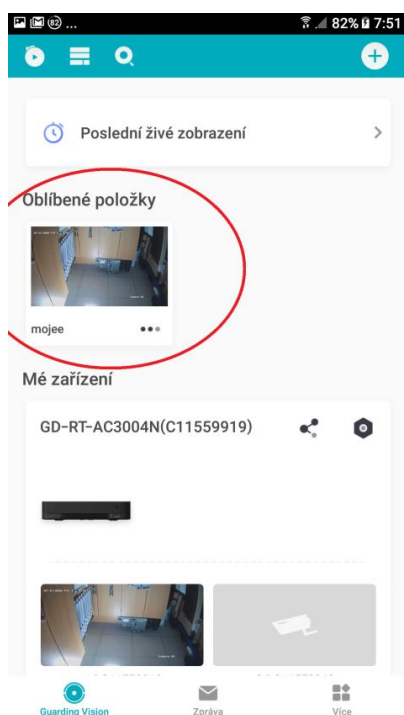 82 ...
82% 7:51
Poslední živé zobrazení
Oblíbené položky
mojee
Mé zařízení
GD-RT-AC3004N(C11559919)
Guarding Vision
Zpráva
Více